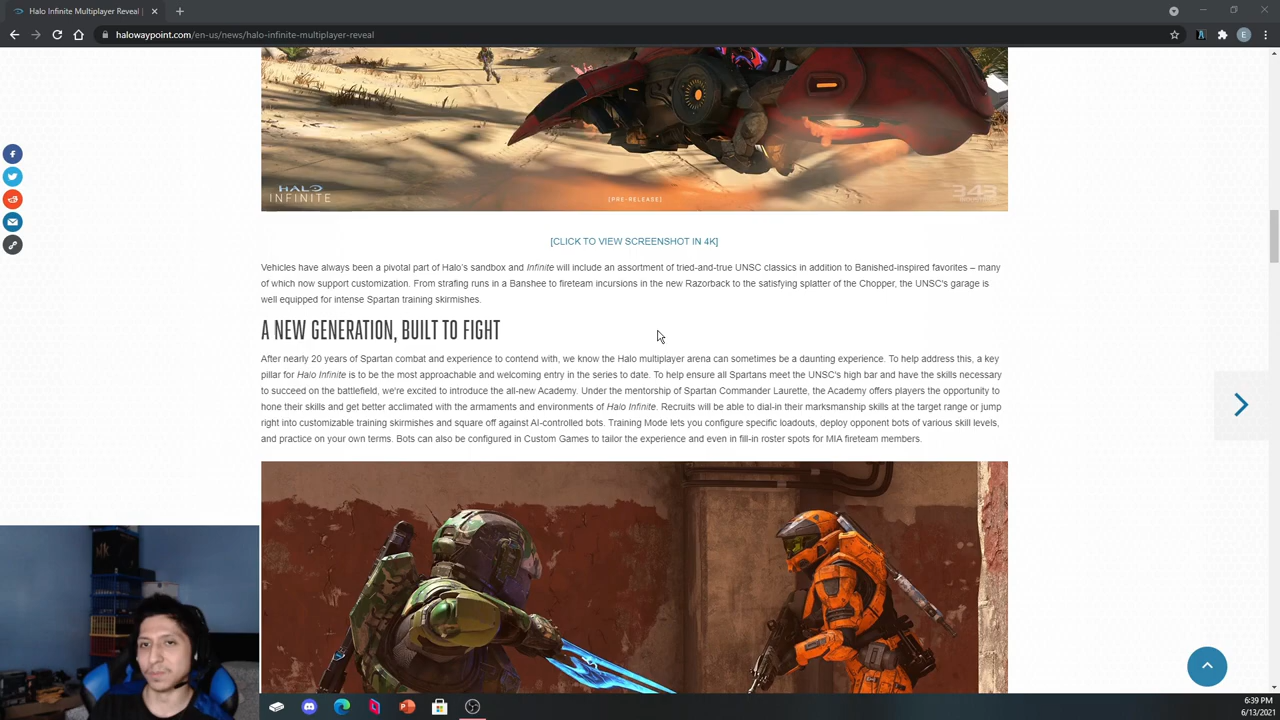 Halo Infinite Multiplayer Reveal |
halowaypoint.com/en-us/news/halo-infinite-multiplayer-reveal
E
HALO
INFINITE
[PRE-RELEASE]
343
[CLICK TO VIEW SCREENSHOT IN 4K]
Vehicles have always been a pivotal part of Halo's sandbox and Infinite will include an assortment of tried-and-true UNSC classics in addition to Banished-inspired favorites – many
of which now support customization. From strafing runs in a Banshee to fireteam incursions in the new Razorback to the satisfying splatter of the Chopper, the UNSC's garage is
well equipped for intense Spartan training skirmishes.
A NEW GENERATION, BUILT TO FIGHT
After nearly 20 years of Spartan combat and experience to contend with, we know the Halo multiplayer arena can sometimes be a daunting experience. To help address this, a key
pillar for Halo Infinite is to be the most approachable and welcoming entry in the series to date. To help ensure all Spartans meet the UNSC's high bar and have the skills necessary
to succeed on the battlefield, we're excited to introduce the all-new Academy. Under the mentorship of Spartan Commander Laurette, the Academy offers players the opportunity to
hone their skills and get better acclimated with the armaments and environments of Halo Infinite. Recruits will be able to dial-in their marksmanship skills at the target range or jump
right into customizable training skirmishes and square off against AI-controlled bots. Training Mode lets you configure specific loadouts, deploy opponent bots of various skill levels,
and practice on your own terms. Bots can also be configured in Custom Games to tailor the experience and even in fill-in roster spots for MIA fireteam members.
6:39 PM
6/13/2021